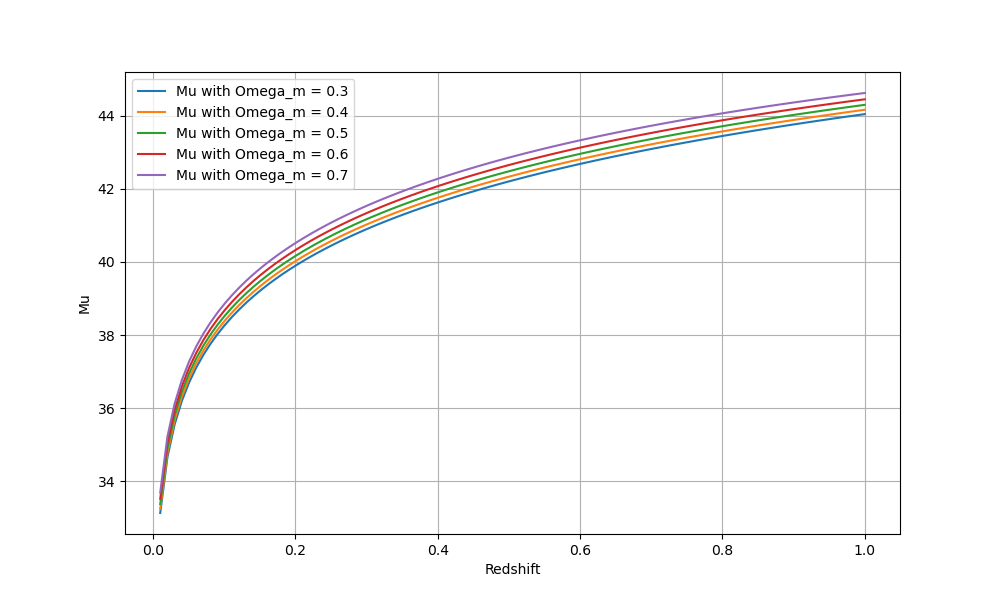 Mu with Omega_m = 0.3
Mu with Omega_m = 0.4
Mu with Omega_m = 0.5
Mu with Omega_m = 0.6
Mu with Omega_m = 0.7
44
42
40
38
36
34
Mu
0.0 0.2 0.4 0.6 0.8 1.0
Redshift